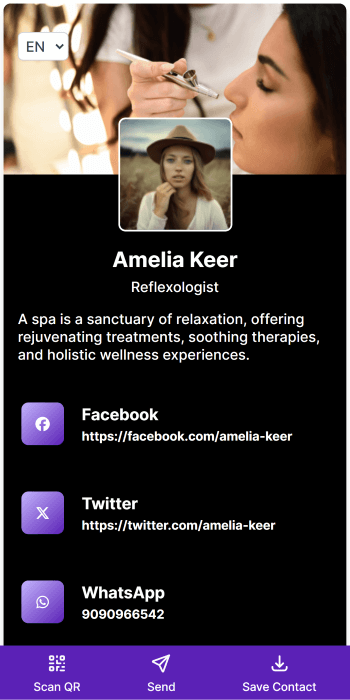 EN
Amelia Keer
Reflexologist
A spa is a sanctuary of relaxation, offering
rejuvenating treatments, soothing therapies,
and holistic wellness experiences.
Facebook
https://facebook.com/amelia-keer
Twitter
https://twitter.com/amelia-keer
WhatsApp
9090966542
Scan QR
Send
Save Contact